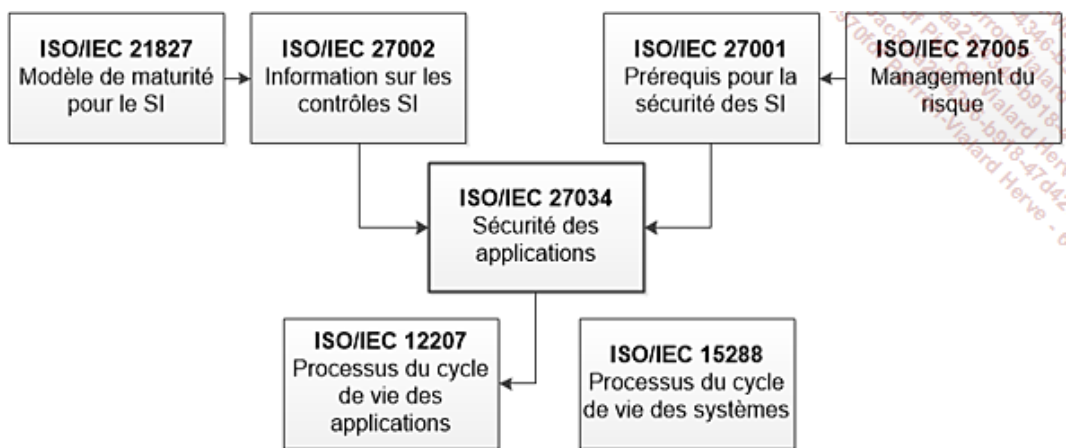 ISO/IEC 21827
Modèle de maturité
pour le SI
ISO/IEC 27002
Information sur les
contrôles SI
ISO/IEC 27001
Prérequis pour la
sécurité des SI
ISO/IEC 27005
Management du
risque
ISO/IEC 27034
Sécurité des
applications
ISO/IEC 12207
Processus du cycle
de vie des
applications
ISO/IEC 15288
Processus du cycle
de vie des systèmes